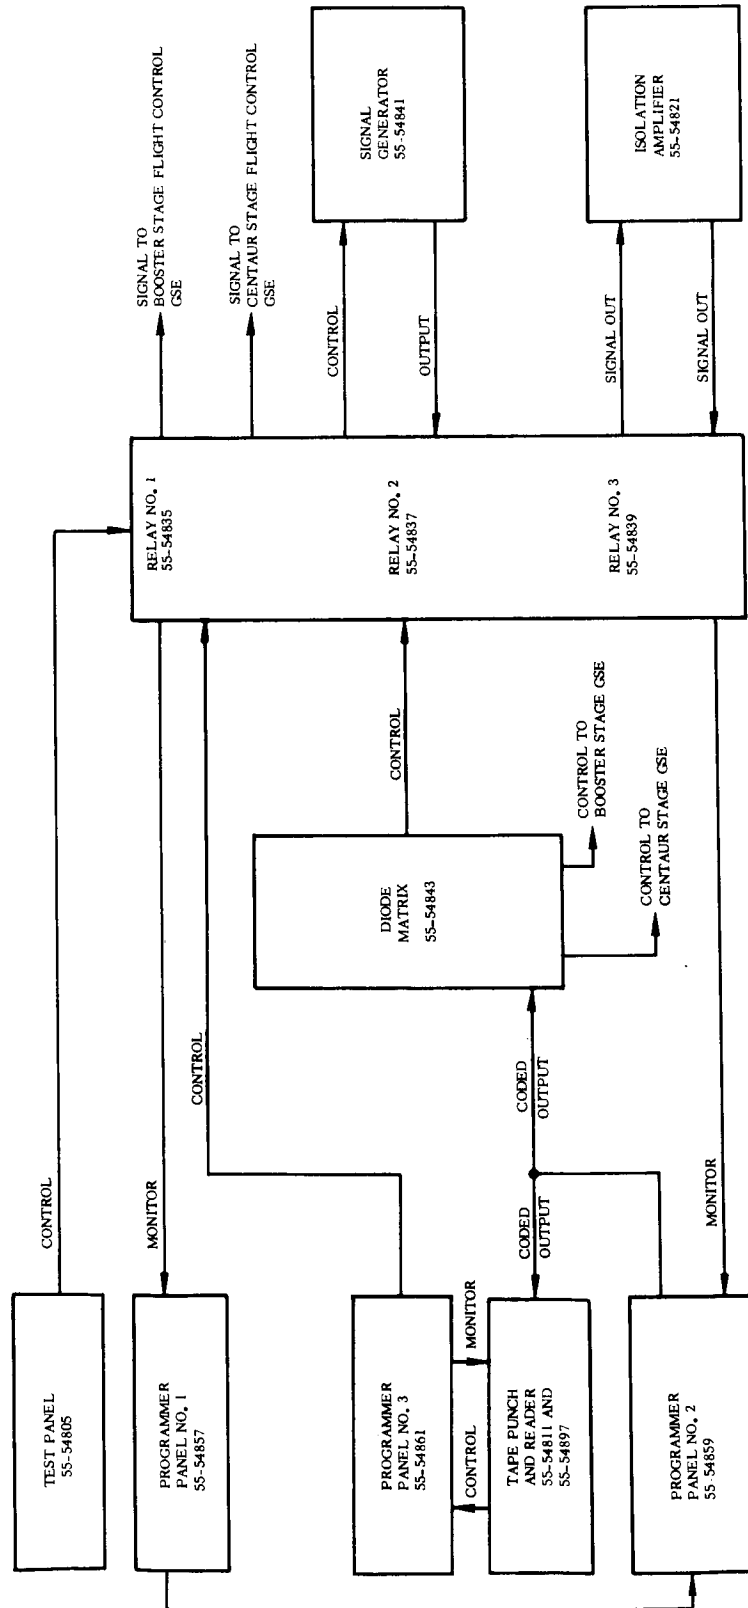 TEST PANEL
55-54805
CONTROL
PROGRAMMER
PANEL NO. 1
55-54857
MONITOR
RELAY NO. 1
55-54835
SIGNAL TO
BOOSTER STAGE FLIGHT CONTROL
GSE
SIGNAL TO
CENTAUR STAGE FLIGHT CONTROL
GSE
CONTROL
PROGRAMMER
PANEL NO. 3
55-54861
CONTROL
MONITOR
TAPE PUNCH
AND READER
55-54811 AND
55-54897
CODED
OUTPUT
CODED
OUTPUT
DIODE
MATRIX
55-54843
CONTROL
CONTROL TO
BOOSTER STAGE GSE
CONTROL TO
CENTAUR STAGE GSE
RELAY NO. 2
55-54837
CONTROL
OUTPUT
SIGNAL
GENERATOR
55-54841
PROGRAMMER
PANEL NO. 2
55-54859
MONITOR
RELAY NO. 3
55-54839
SIGNAL OUT
SIGNAL OUT
ISOLATION
AMPLIFIER
55-54821